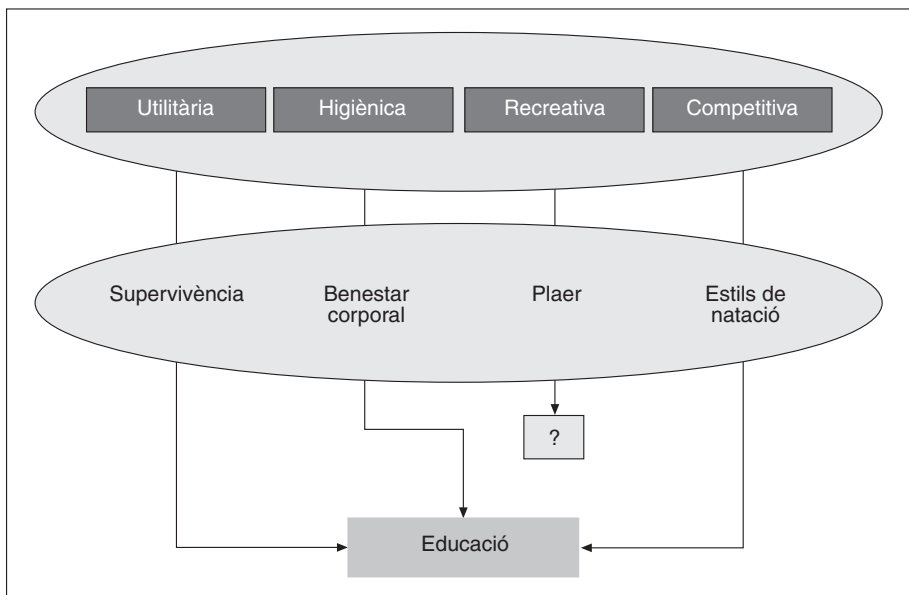 Utilitària
Higiènica
Recreativa
Competitiva
Supervivència
Benestar
corporal
Plaer
Estils de
natació
?
Educació